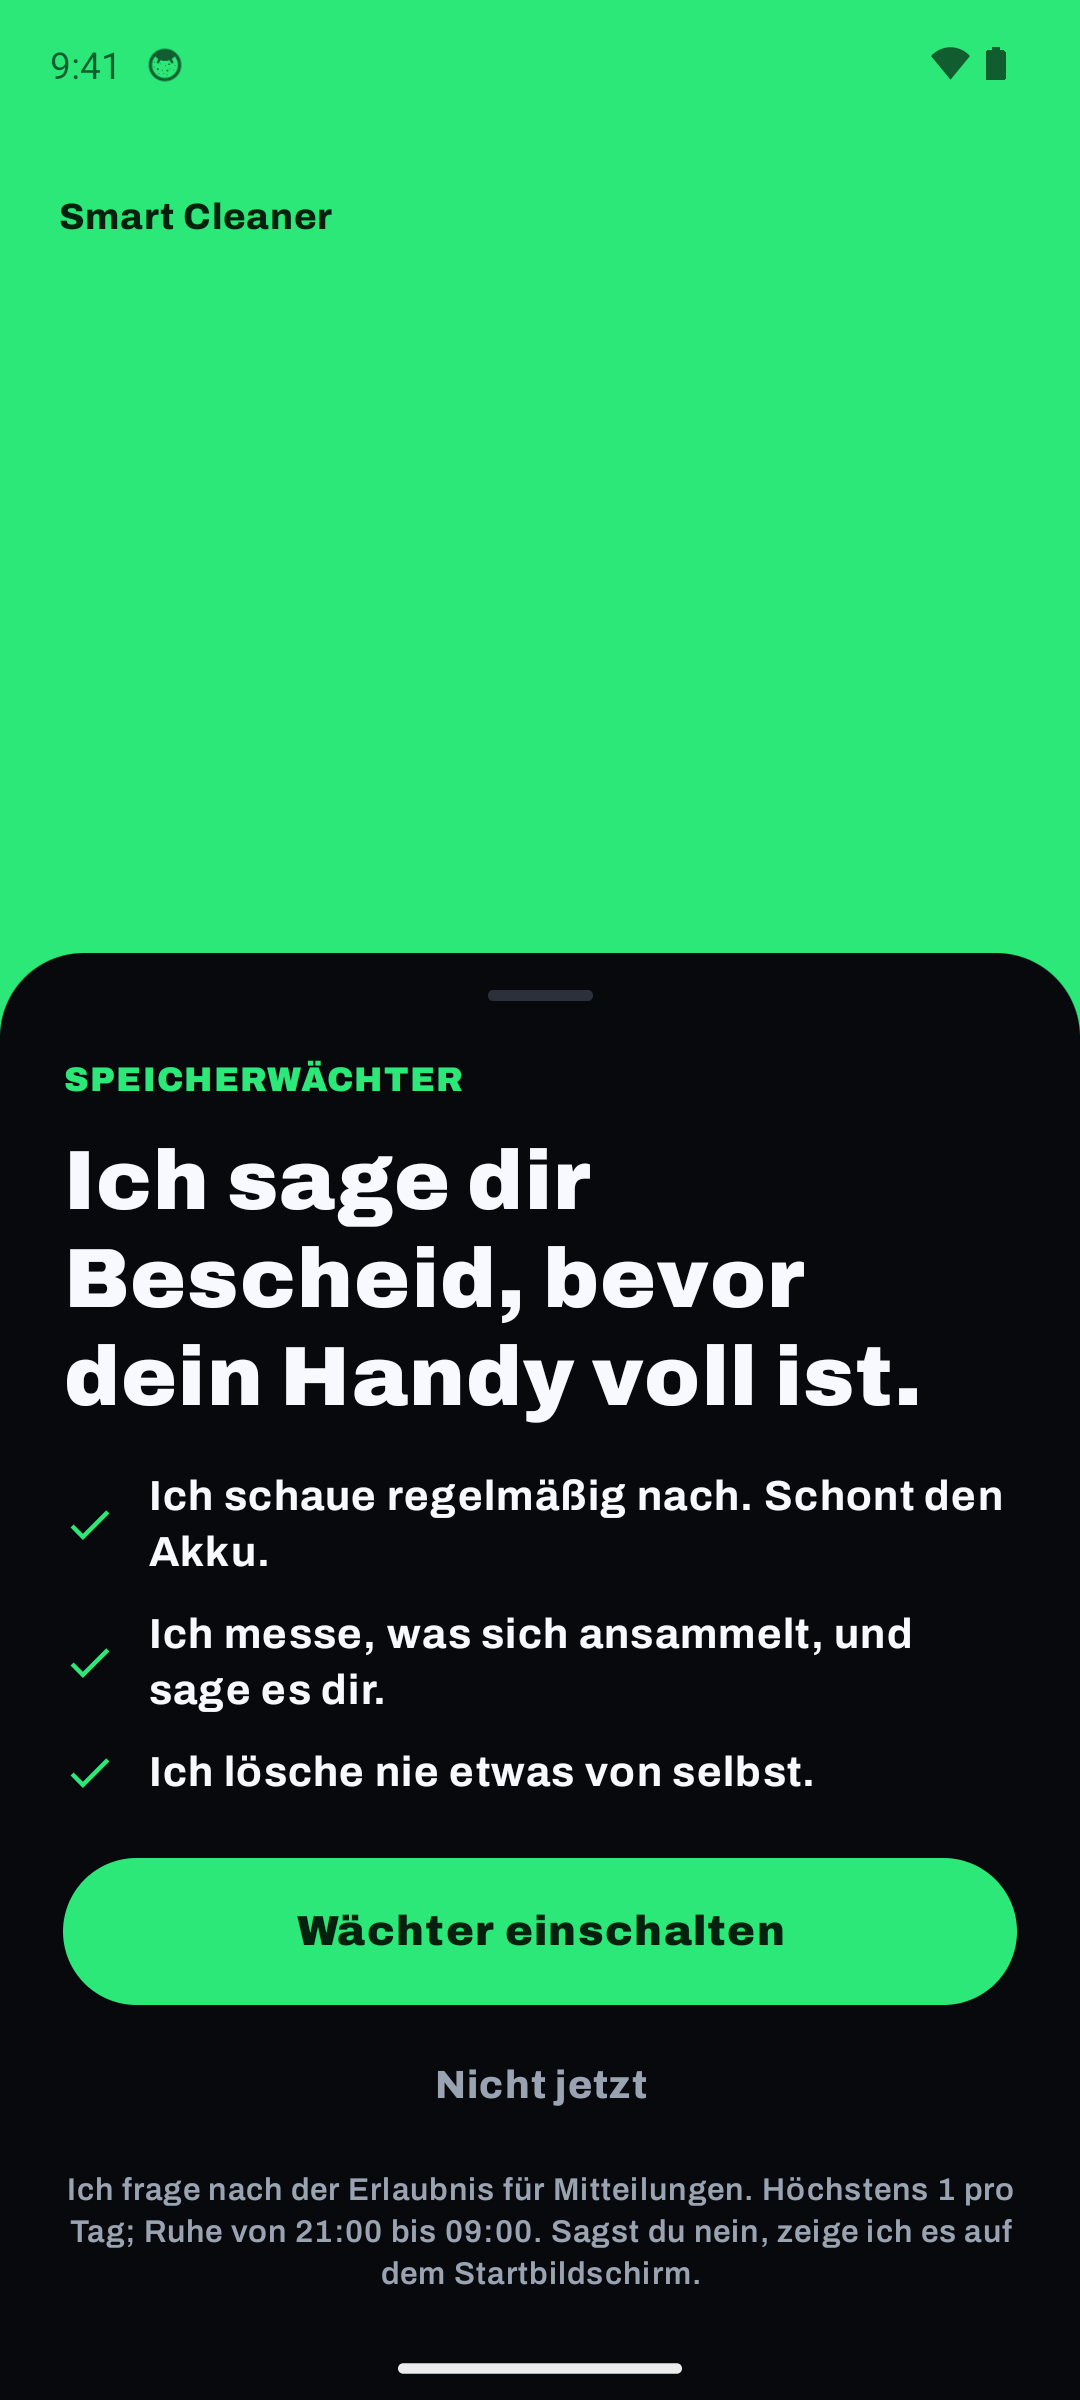 9:41
Smart Cleaner
SPEICHERWÄCHTER
Ich sage dir
Bescheid, bevor
dein Handy voll ist.
Ich schaue regelmäßig nach. Schont den
Akku.
Ich messe, was sich ansammelt, und
sage es dir.
Ich lösche nie etwas von selbst.
Wächter einschalten
Nicht jetzt
Ich frage nach der Erlaubnis für Mitteilungen. Höchstens 1 pro
Tag; Ruhe von 21:00 bis 09:00. Sagst du nein, zeige ich es auf
dem Startbildschirm.